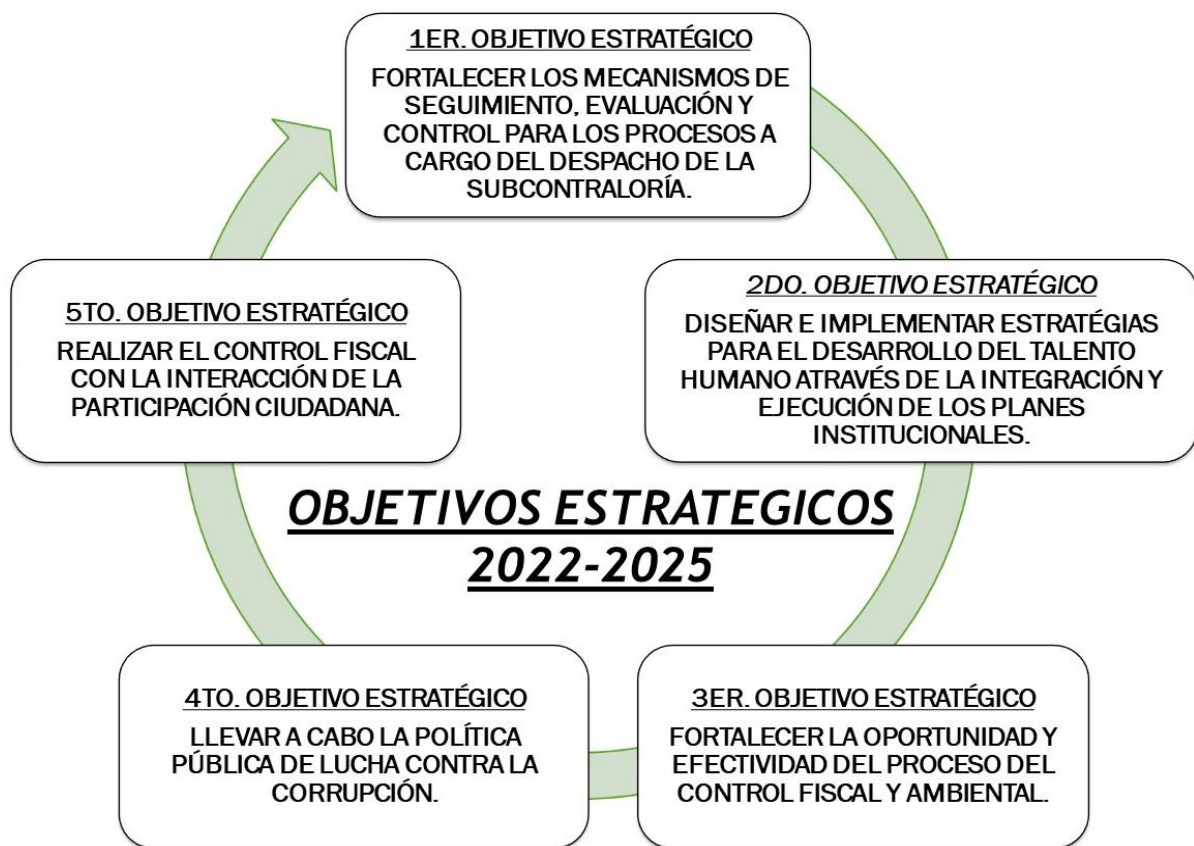 1ER. OBJETIVO ESTRATÉGICO
FORTALECER LOS MECANISMOS DE
SEGUIMIENTO, EVALUACIÓN Y
CONTROL PARA LOS PROCESOS A
CARGO DEL DESPACHO DE LA
SUBCONTRALORÍA.
2DO. OBJETIVO ESTRATÉGICO
DISEÑAR E IMPLEMENTAR ESTRATÉGIAS
PARA EL DESARROLLO DEL TALENTO
HUMANO ATRAVÉS DE LA INTEGRACIÓN Y
EJECUCIÓN DE LOS PLANES
INSTITUCIONALES.
3ER. OBJETIVO ESTRATÉGICO
FORTALECER LA OPORTUNIDAD Y
EFECTIVIDAD DEL PROCESO DEL
CONTROL FISCAL Y AMBIENTAL.
4TO. OBJETIVO ESTRATÉGICO
LLEVAR A CABO LA POLÍTICA
PÚBLICA DE LUCHA CONTRA LA
CORRUPCIÓN.
5TO. OBJETIVO ESTRATÉGICO
REALIZAR EL CONTROL FISCAL
CON LA INTERACCIÓN DE LA
PARTICIPACIÓN CIUDADANA.
OBJETIVOS ESTRATEGICOS
2022-2025